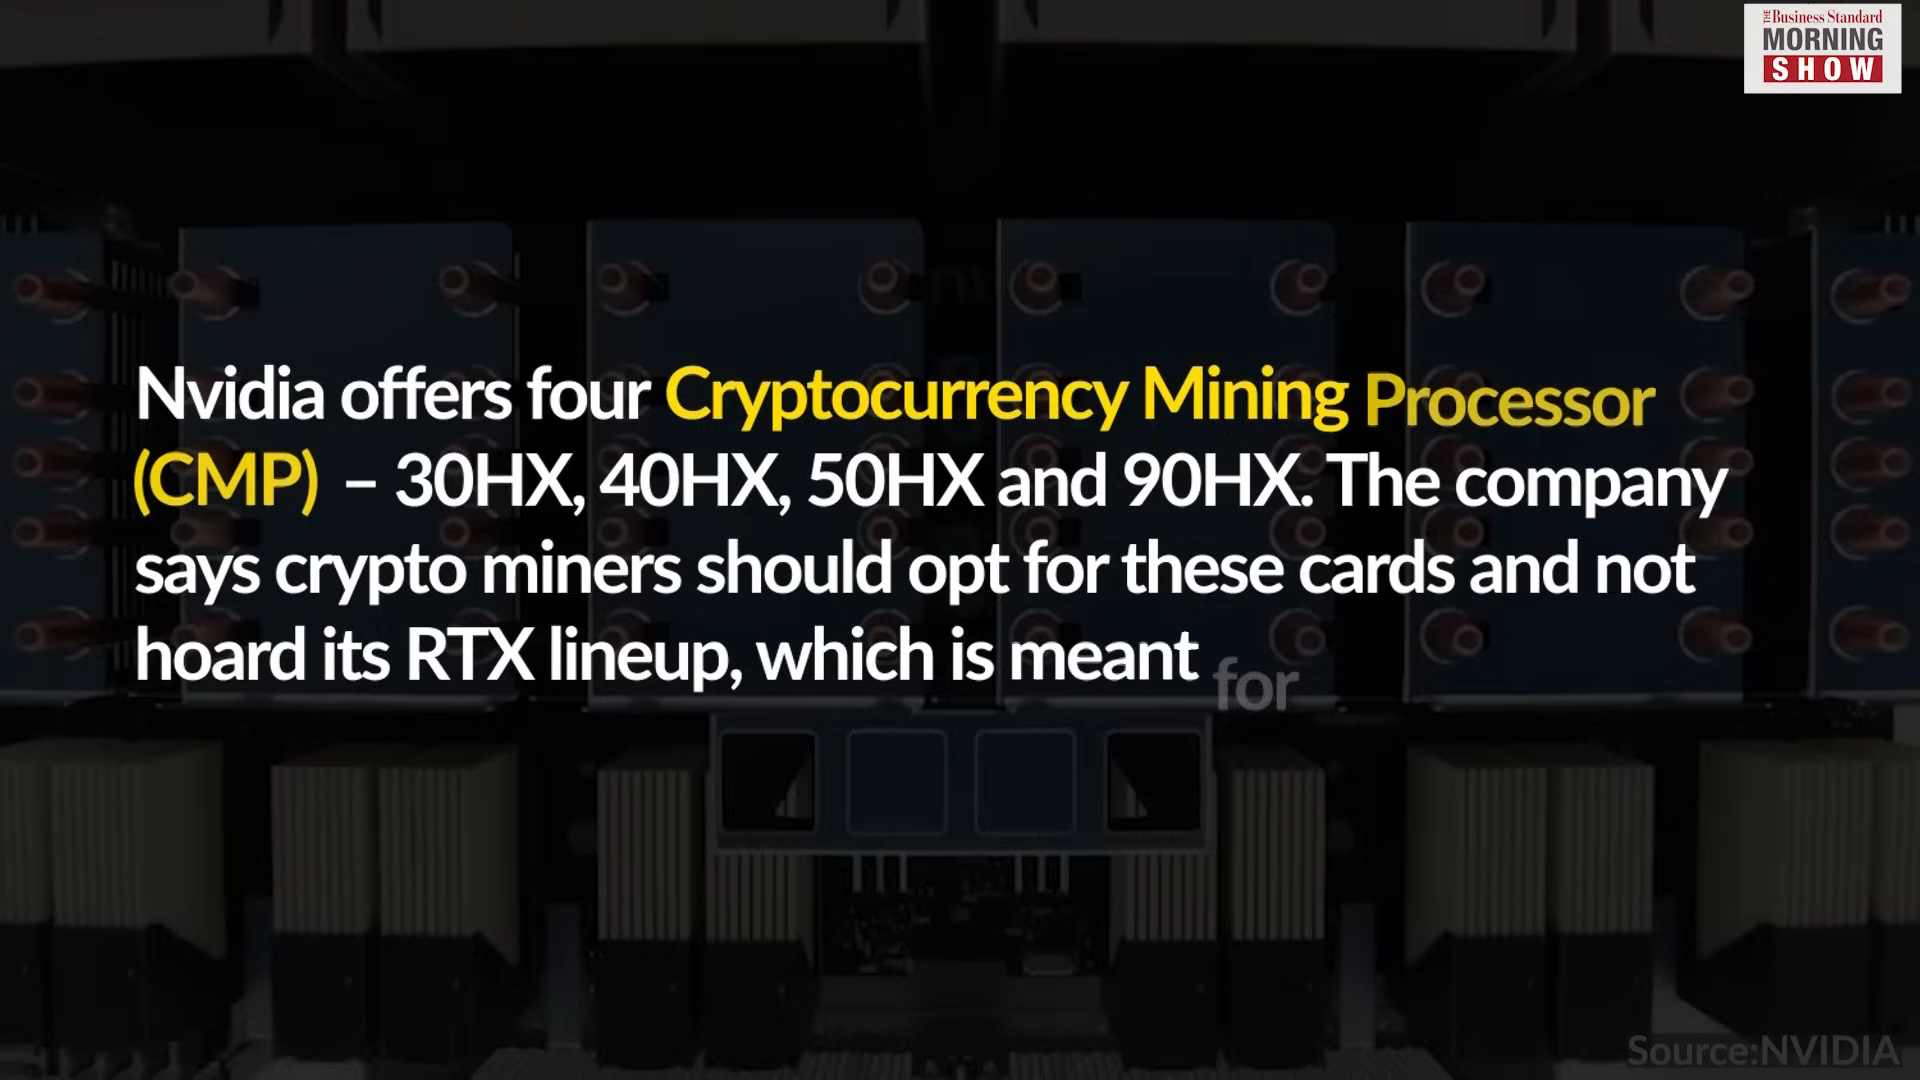 THE Business Standard
MORNING
SHOW
Nvidia offers four Cryptocurrency Mining Processor
(CMP) – 30HX, 40HX, 50HX and 90HX. The company
says crypto miners should opt for these cards and not
hoard its RTX lineup, which is meant for
Source:NVIDIA